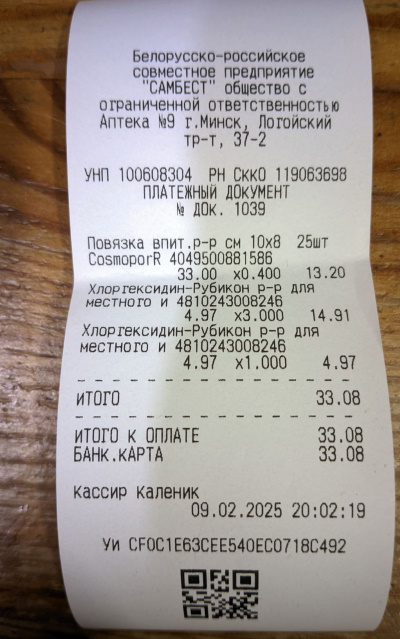 Белорусско-российское
совместное предприятие
"САМБЕСТ" общество с
ограниченной ответственностью
Аптека №9 г.Минск, Логойский
тр-т, 37-2
УНП 100608304 РН СККО 119063698
ПЛАТЕЖНЫЙ ДОКУМЕНТ
№ ДОК. 1039
Повязка впит.р-р см 10х8 25шт
CosmoporR 4049500881586
33.00 x0.400 13.20
Хлоргексидин-Рубикон р-р для
местного и 4810243008246
4.97 x3.000 14.91
Хлоргексидин-Рубикон р-р для
местного и 4810243008246
4.97 x1.000 4.97
ИТОГО 33.08
ИТОГО К ОПЛАТЕ 33.08
БАНК.КАРТА 33.08
Кассир Каленик
09.02.2025 20:02:19
УИ CF0C1E63CEE540EC0718C492